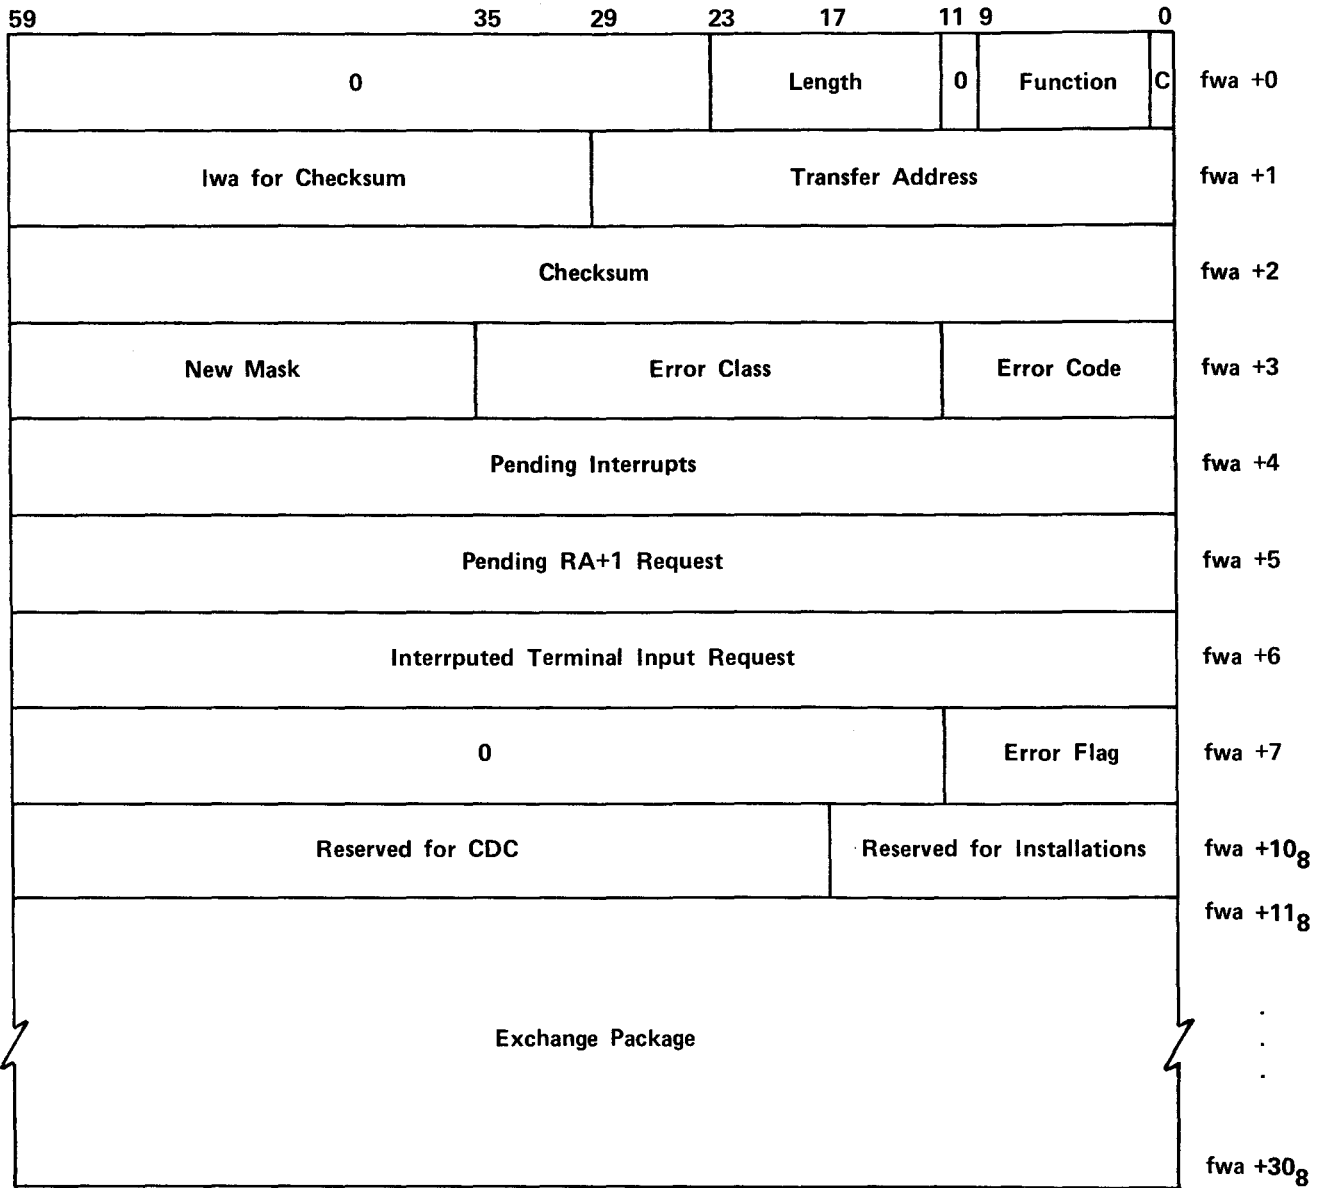 59 35 29 23 17 11 9 0
0 Length 0 Function C fwa +0
lwa for Checksum Transfer Address fwa +1
Checksum fwa +2
New Mask Error Class Error Code fwa +3
Pending Interrupts fwa +4
Pending RA+1 Request fwa +5
Interrputed Terminal Input Request fwa +6
0 Error Flag fwa +7
Reserved for CDC Reserved for Installations fwa +10₈
fwa +11₈
Exchange Package
.
.
.
fwa +30₈